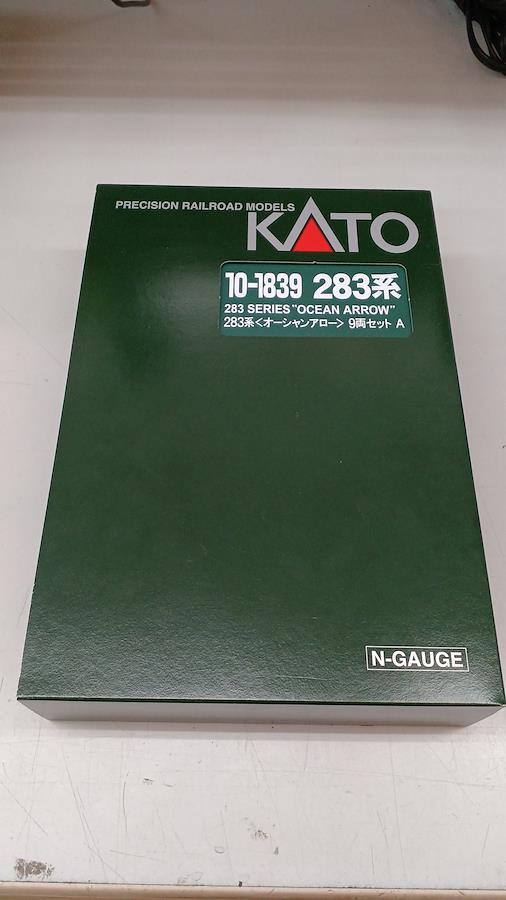 PRECISION RAILROAD MODELS
KATO
10-1839 283系
283 SERIES "OCEAN ARROW"
283系<オーシャンアロー> 9両セット A
N-GAUGE